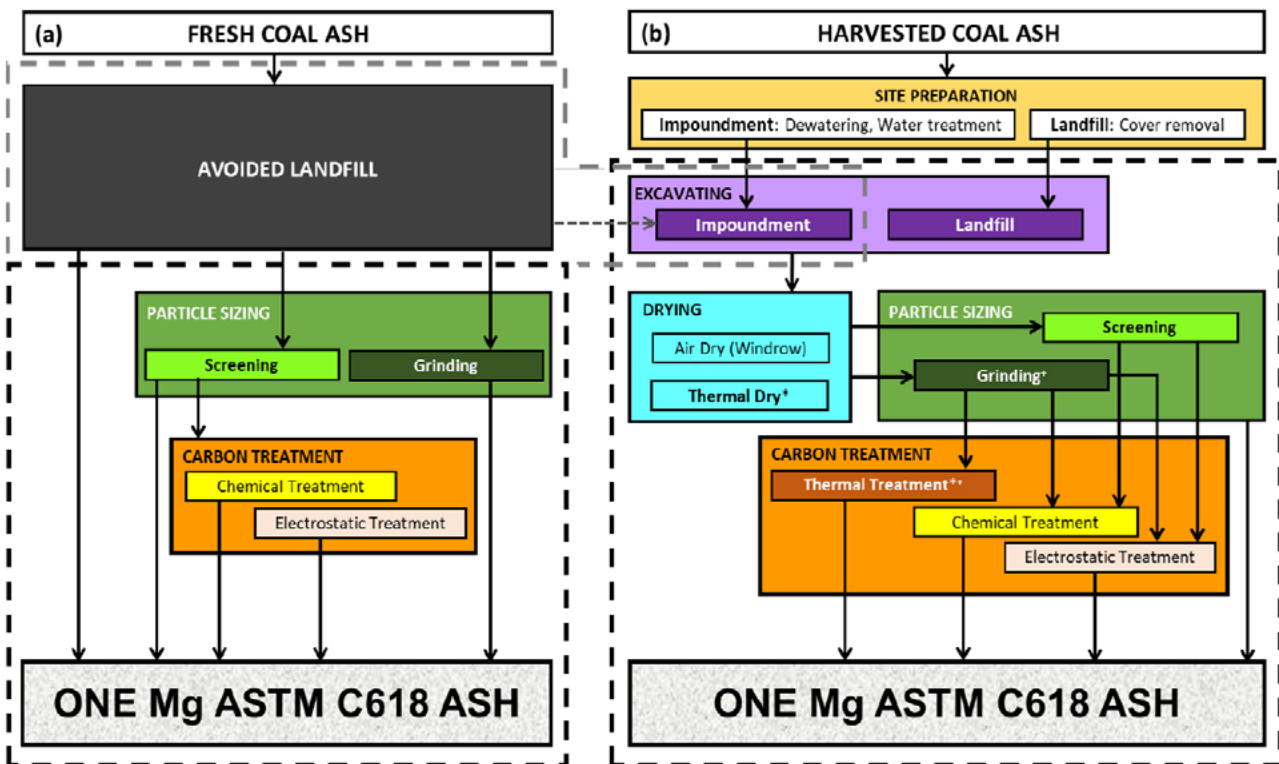 (a) FRESH COAL ASH
AVOIDED LANDFILL
PARTICLE SIZING
Screening
Grinding
CARBON TREATMENT
Chemical Treatment
Electrostatic Treatment
ONE Mg ASTM C618 ASH
(b) HARVESTED COAL ASH
SITE PREPARATION
Impoundment: Dewatering, Water treatment
Landfill: Cover removal
EXCAVATING
Impoundment
Landfill
DRYING
Air Dry (Windrow)
Thermal Dry*
PARTICLE SIZING
Screening
Grinding⁺
CARBON TREATMENT
Thermal Treatment*⁺
Chemical Treatment
Electrostatic Treatment
ONE Mg ASTM C618 ASH